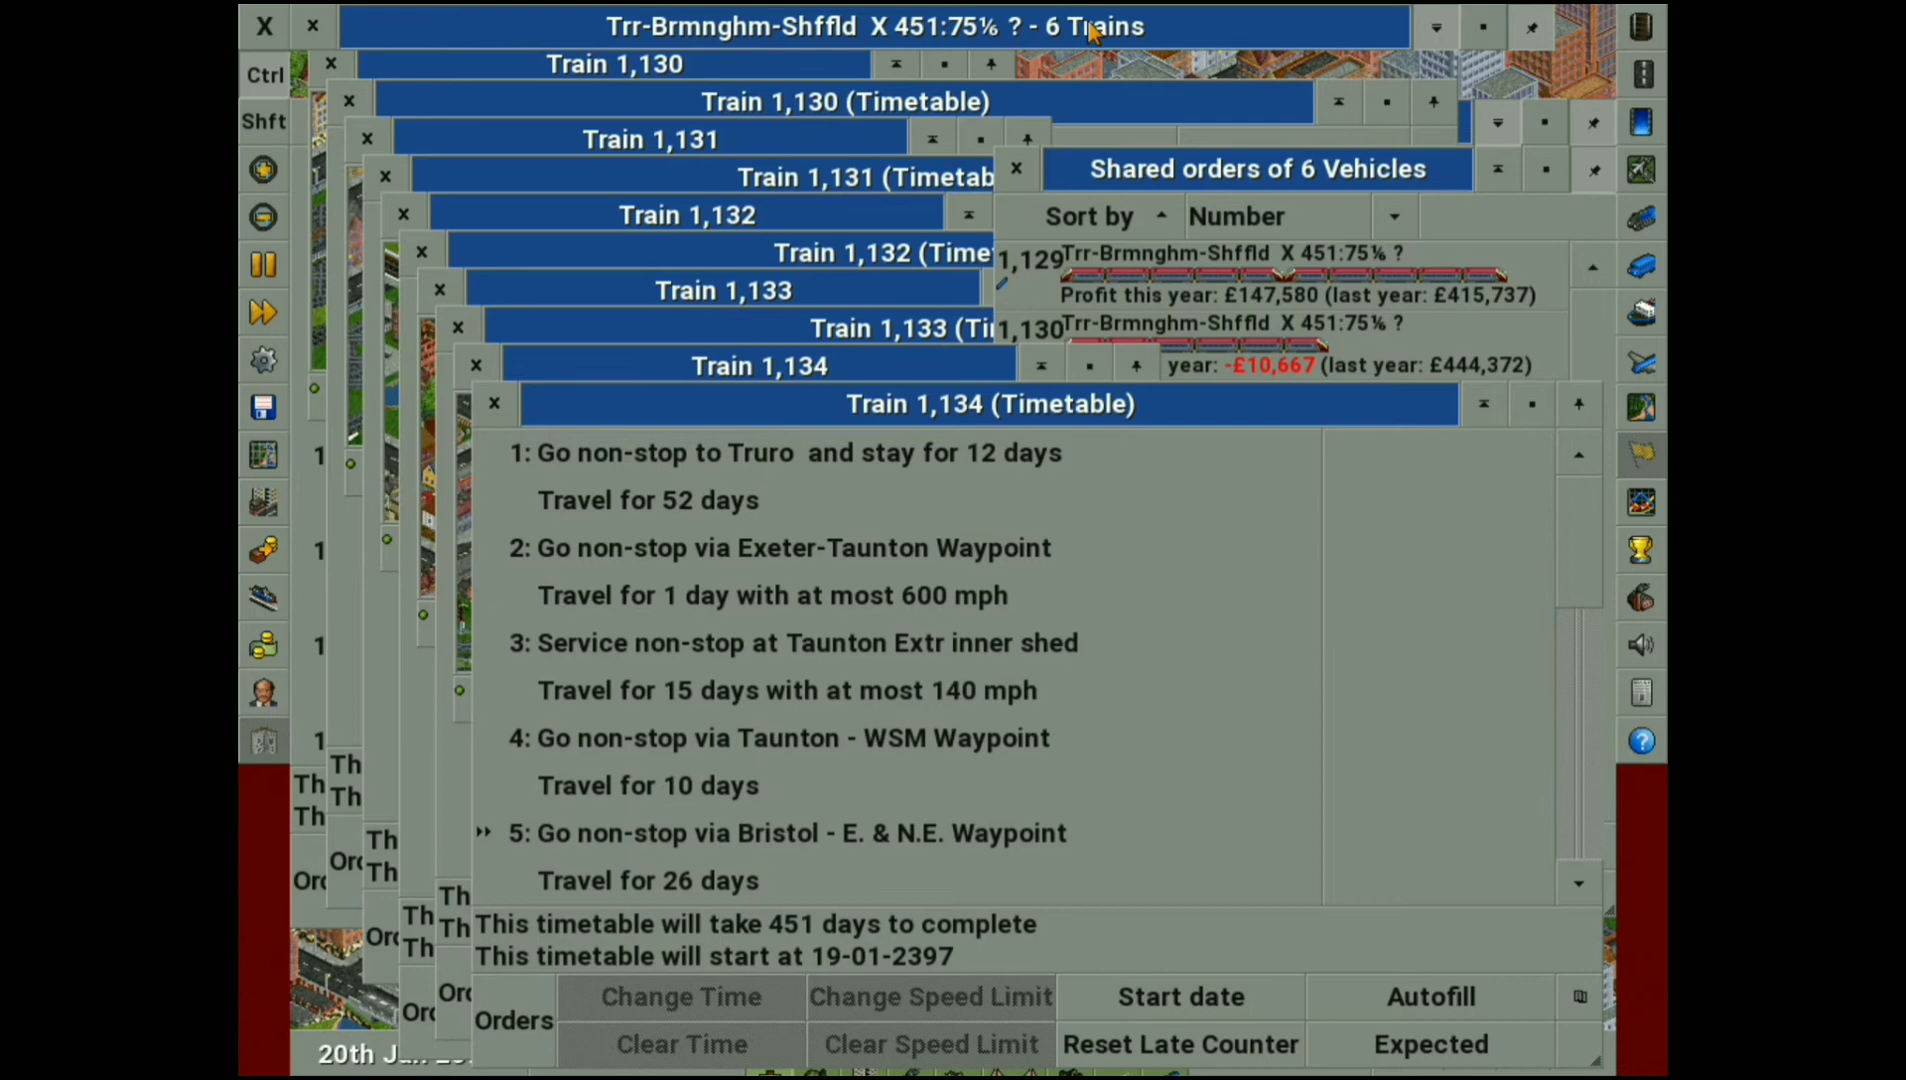 X x Trr-Brmnghm-Shffld X 451:75⅙ ? - 6 Trains
Ctrl x Train 1,130
x Train 1,130 (Timetable)
Shft x Train 1,131
x Train 1,131 (Timetab
x Shared orders of 6 Vehicles
x Train 1,132
Sort by Number
x Train 1,132 (Time
1,129 Trr-Brmnghm-Shffld X 451:75⅙ ?
x Train 1,133
Profit this year: £147,580 (last year: £415,737)
x Train 1,133 (Ti
1,130 Trr-Brmnghm-Shffld X 451:75⅙ ?
x Train 1,134
year: -£10,667 (last year: £444,372)
x Train 1,134 (Timetable)
1: Go non-stop to Truro and stay for 12 days
Travel for 52 days
2: Go non-stop via Exeter-Taunton Waypoint
Travel for 1 day with at most 600 mph
3: Service non-stop at Taunton Extr inner shed
Travel for 15 days with at most 140 mph
4: Go non-stop via Taunton - WSM Waypoint
Travel for 10 days
5: Go non-stop via Bristol - E. & N.E. Waypoint
Travel for 26 days
This timetable will take 451 days to complete
This timetable will start at 19-01-2397
Orders
Change Time Change Speed Limit Start date Autofill
Clear Time Clear Speed Limit Reset Late Counter Expected
20th J